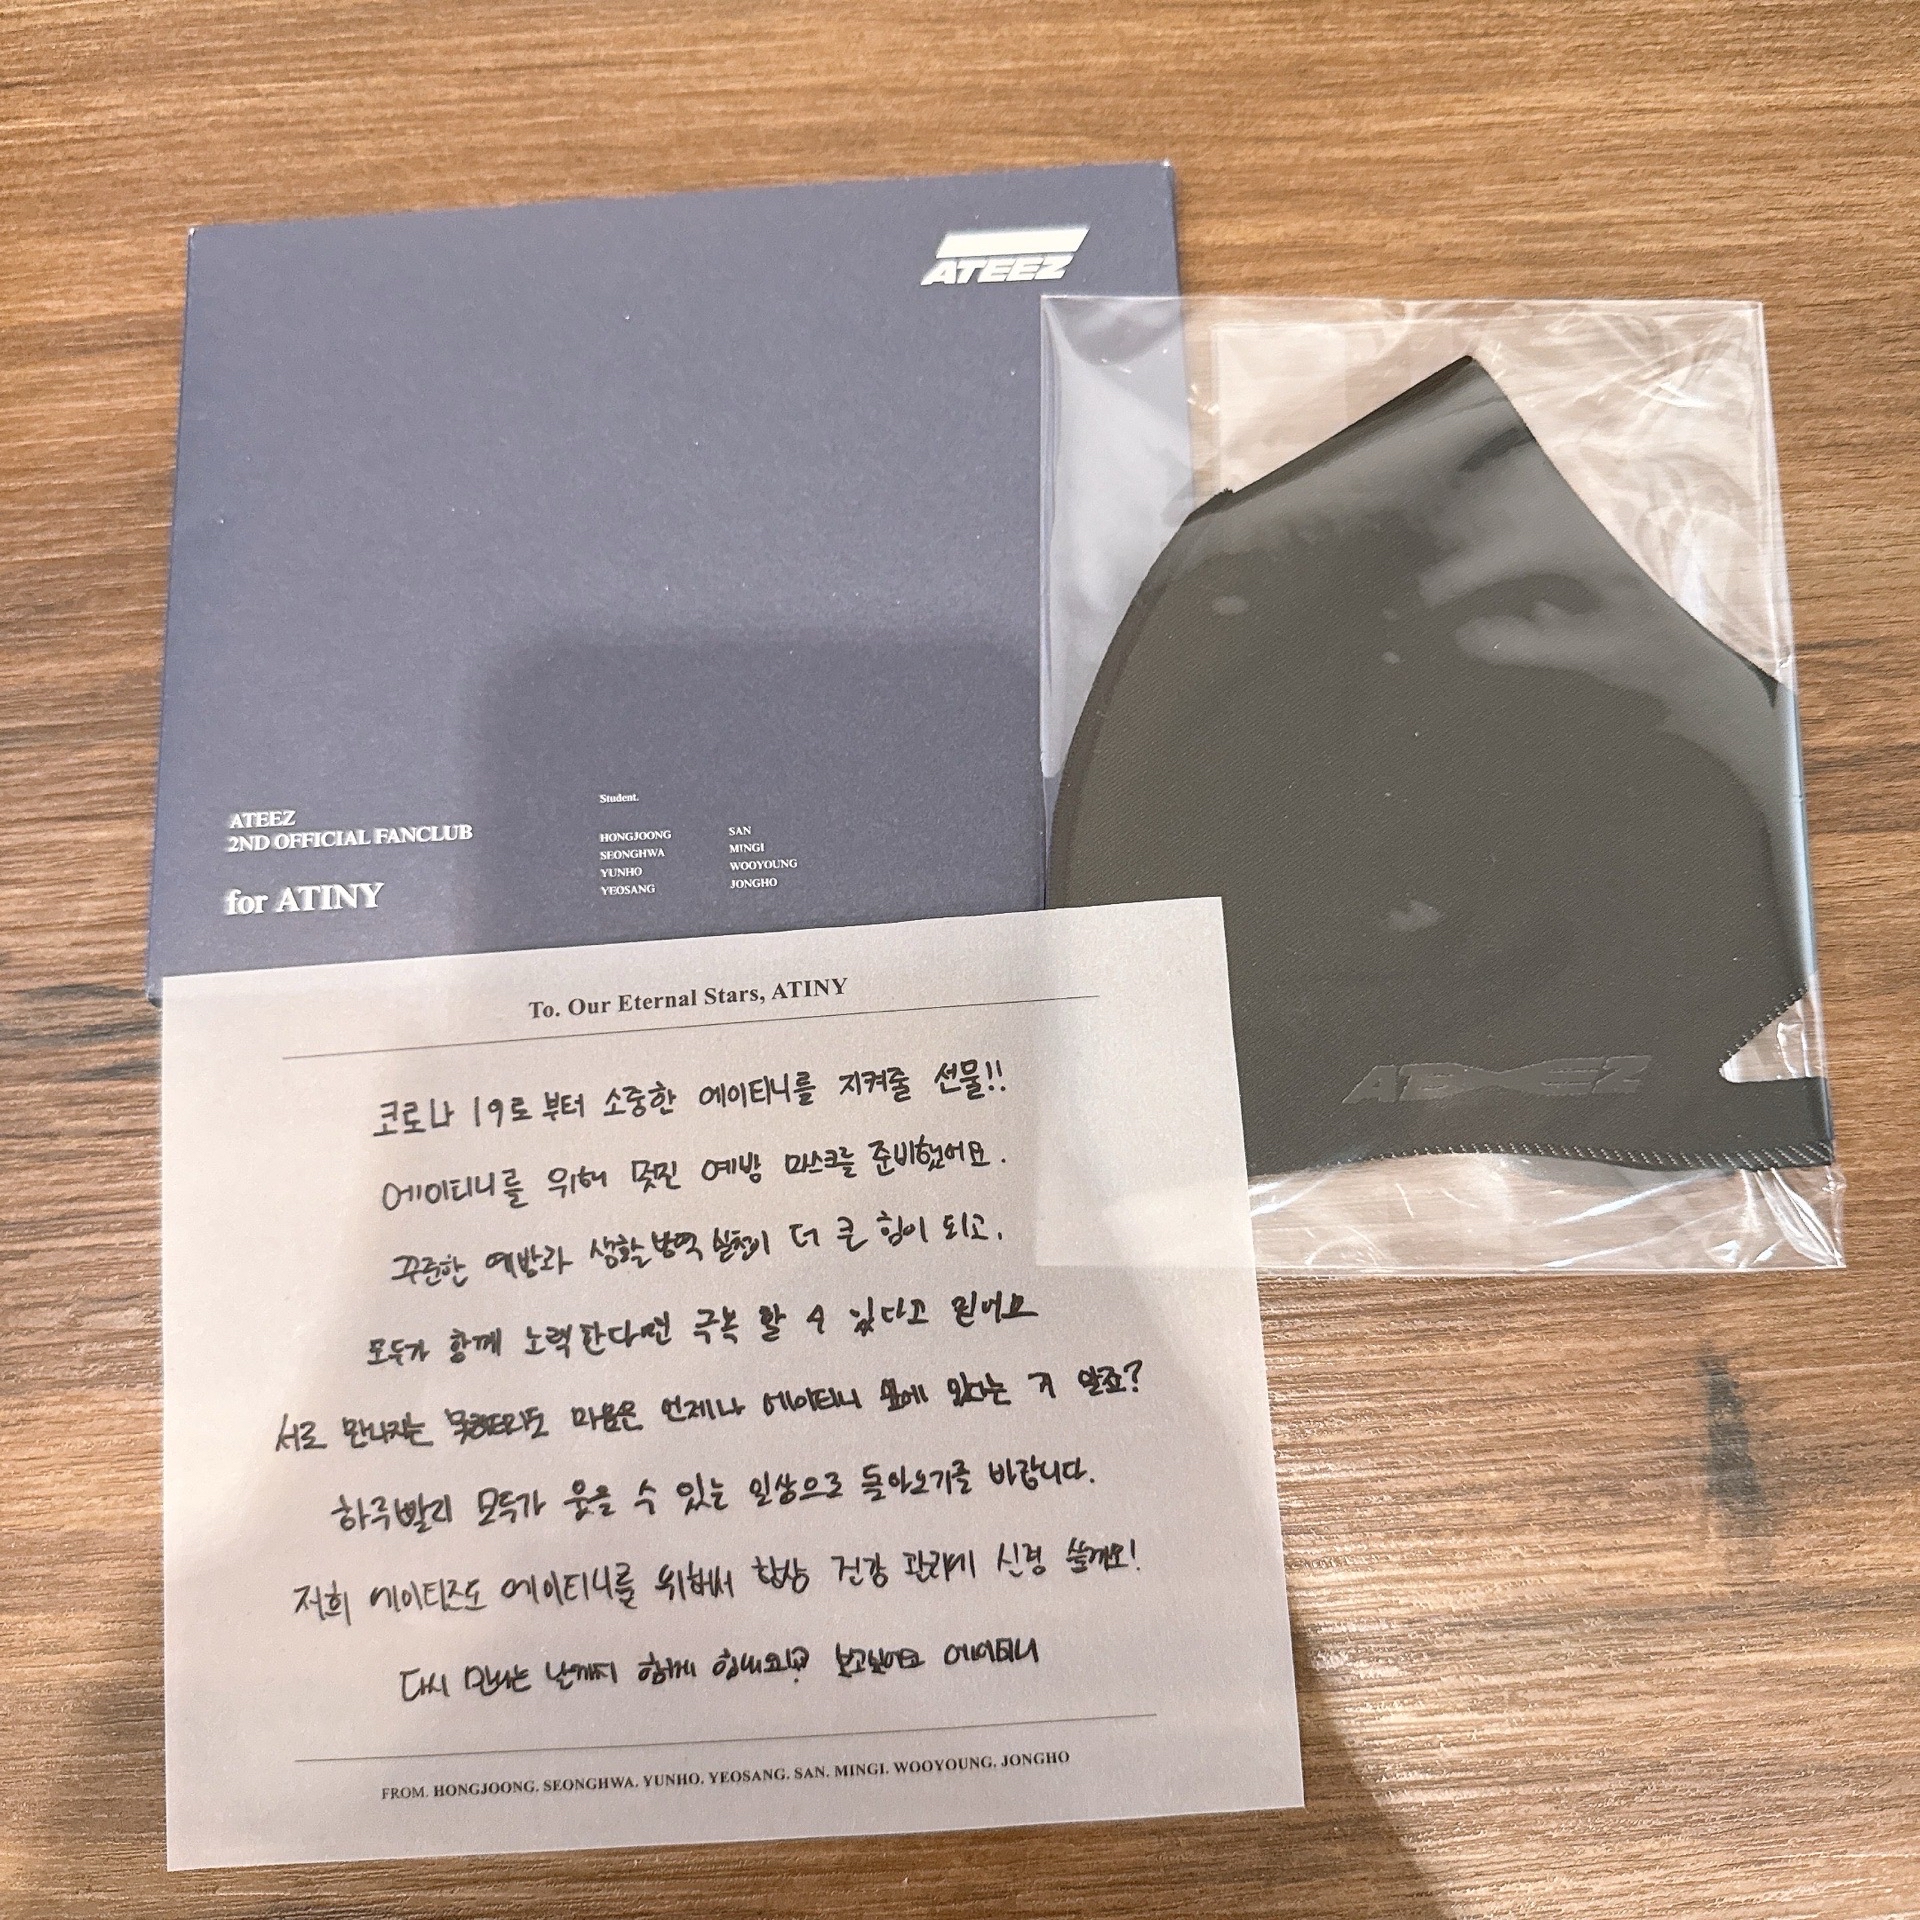 ATEEZ
ATEEZ
2ND OFFICIAL FANCLUB
for ATINY
Student.
HONGJOONG
SEONGHWA
YUNHO
YEOSANG
SAN
MINGI
WOOYOUNG
JONGHO
ATEEZ
To. Our Eternal Stars, ATINY
코로나 19로부터 소중한 에이티니를 지켜줄 선물!!
에이티니를 위해 멋진 예방 마스크를 준비했어요.
꾸준한 예방과 생활 방역 실천이 더 큰 힘이 되고,
모두가 함께 노력한다면 극복 할 수 있다고 믿어요
서로 만나지는 못하더라도 마음은 언제나 에이티니 곁에 있다는 거 알죠?
하루빨리 모두가 웃을 수 있는 일상으로 돌아오기를 바랍니다.
저희 에이티즈도 에이티니를 위해서 항상 건강 관리에 신경 쓸게요!
다시 만나는 날까지 함께 보고싶어요 에이티니
FROM. HONGJOONG. SEONGHWA. YUNHO. YEOSANG. SAN. MINGI. WOOYOUNG. JONGHO